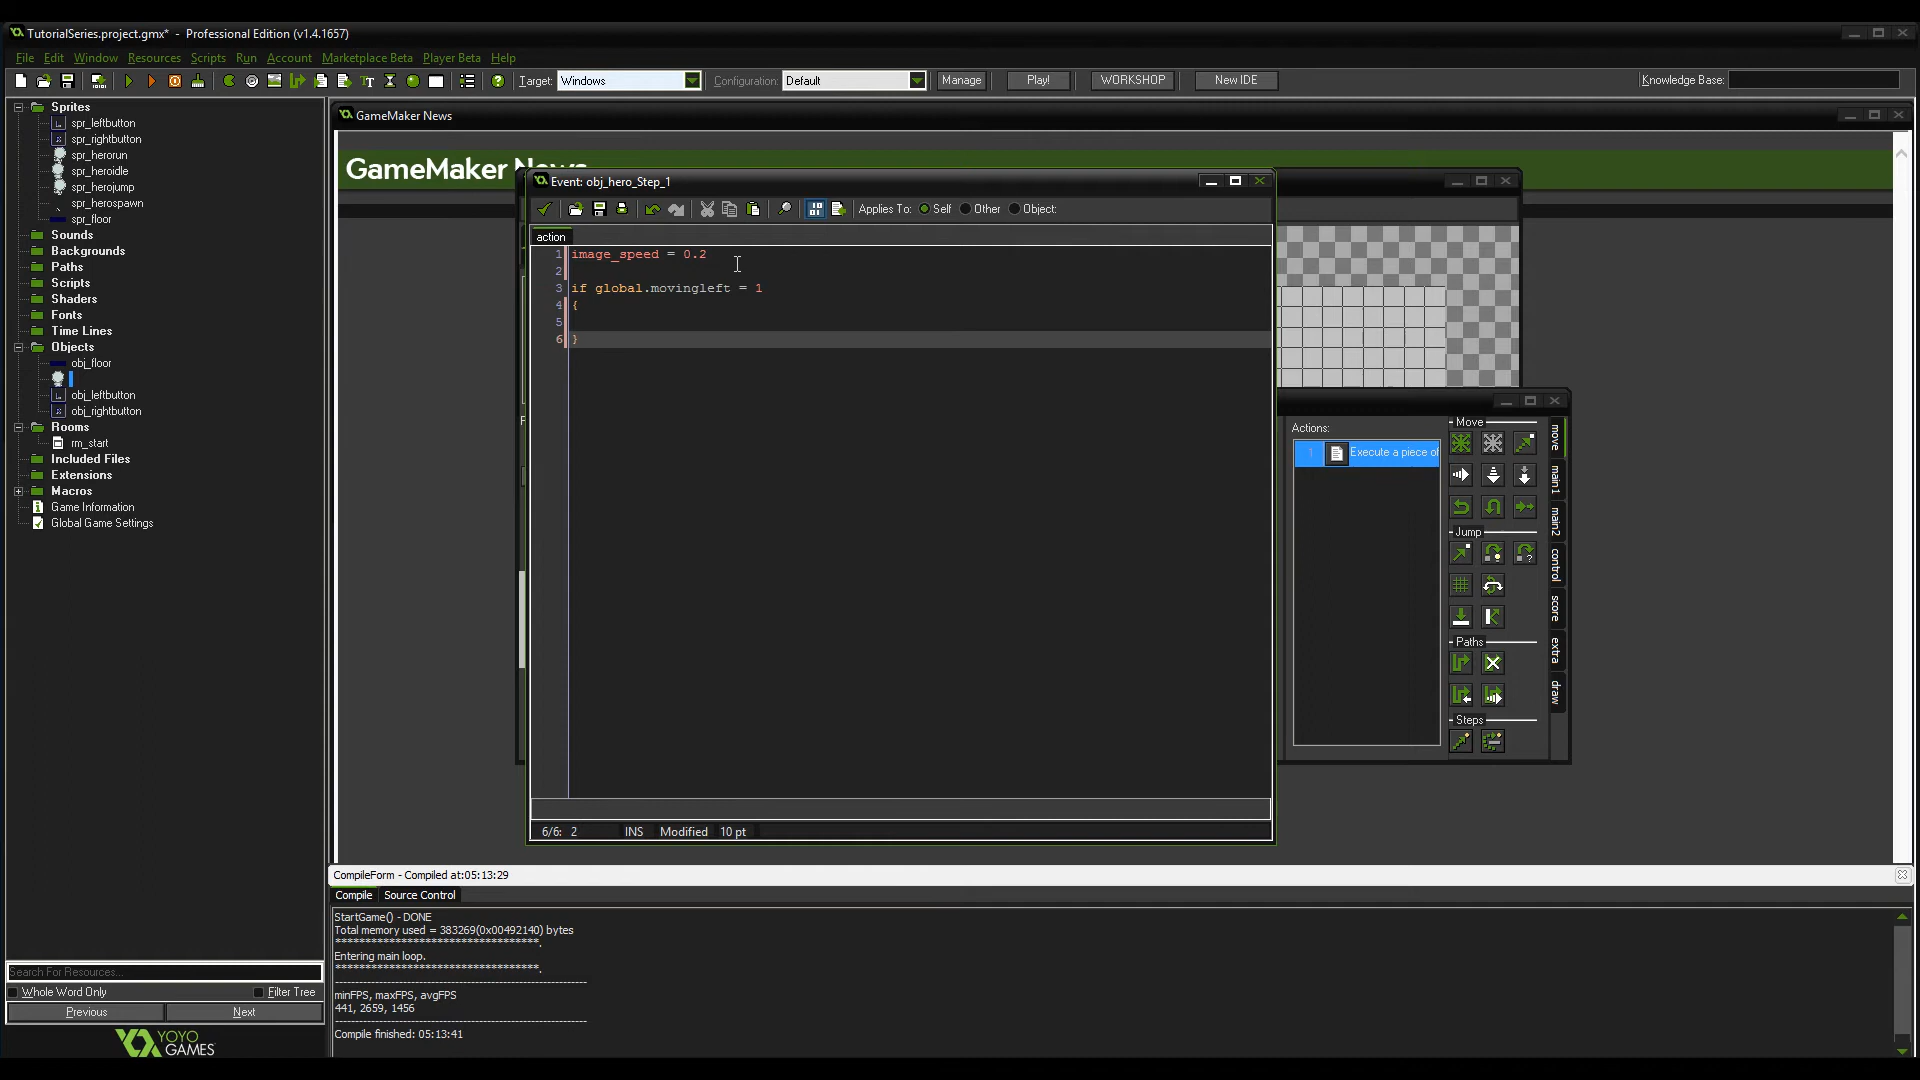 TutorialSeries.project.gmx* - Professional Edition (v1.4.1657)
File Edit Window Resources Scripts Run Account Marketplace Beta Player Beta Help
Target: Windows Configuration: Default Manage Play! WORKSHOP New IDE Knowledge Base:
Sprites
spr_leftbutton
spr_rightbutton
spr_herorun
spr_heroidle
spr_herojump
spr_herospawn
spr_floor
Sounds
Backgrounds
Paths
Scripts
Shaders
Fonts
Time Lines
Objects
obj_floor
obj_leftbutton
obj_rightbutton
Rooms
rm_start
Included Files
Extensions
Macros
Game Information
Global Game Settings
Search For Resources...
Whole Word Only Filter Tree
Previous Next
YOYO
GAMES
GameMaker News
GameMaker News
Event: obj_hero_Step_1
Applies To: Self Other Object:
action
1 image_speed = 0.2
2
3 if global.movingleft = 1
4 {
5
6 }
6/6: 2 INS Modified 10 pt
Actions:
1 Execute a piece of
Move
Jump
Paths
Steps
move
main1
main2
control
score
extra
draw
CompileForm - Compiled at:05:13:29
Compile Source Control
StartGame() - DONE
Total memory used = 383269(0x00492140) bytes
***********************************.
Entering main loop.
***********************************.
minFPS, maxFPS, avgFPS
441, 2659, 1456
Compile finished: 05:13:41